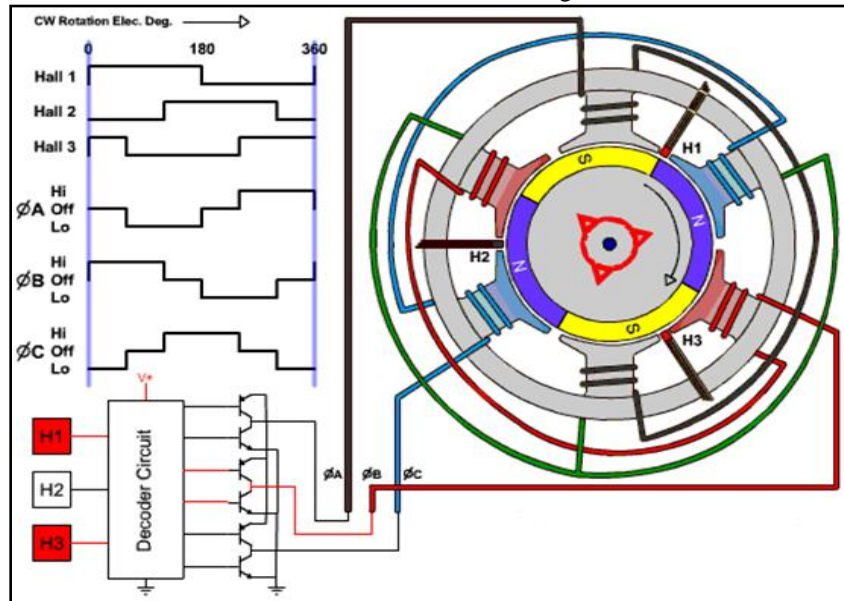 CW Rotation Elec. Deg.
0 180 360
Hall 1
Hall 2
Hall 3
ØA Hi Off Lo
ØB Hi Off Lo
ØC Hi Off Lo
V+
H1
H2
H3
Decoder Circuit
ØA ØB ØC
H1
H2
H3
S
N
S
N